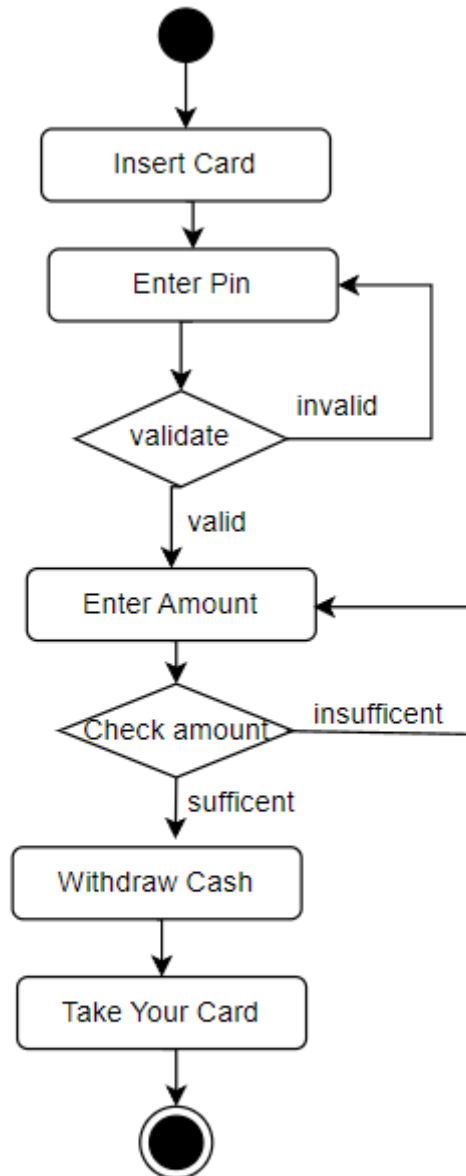 Insert Card
Enter Pin
invalid
validate
valid
Enter Amount
insufficent
Check amount
sufficent
Withdraw Cash
Take Your Card